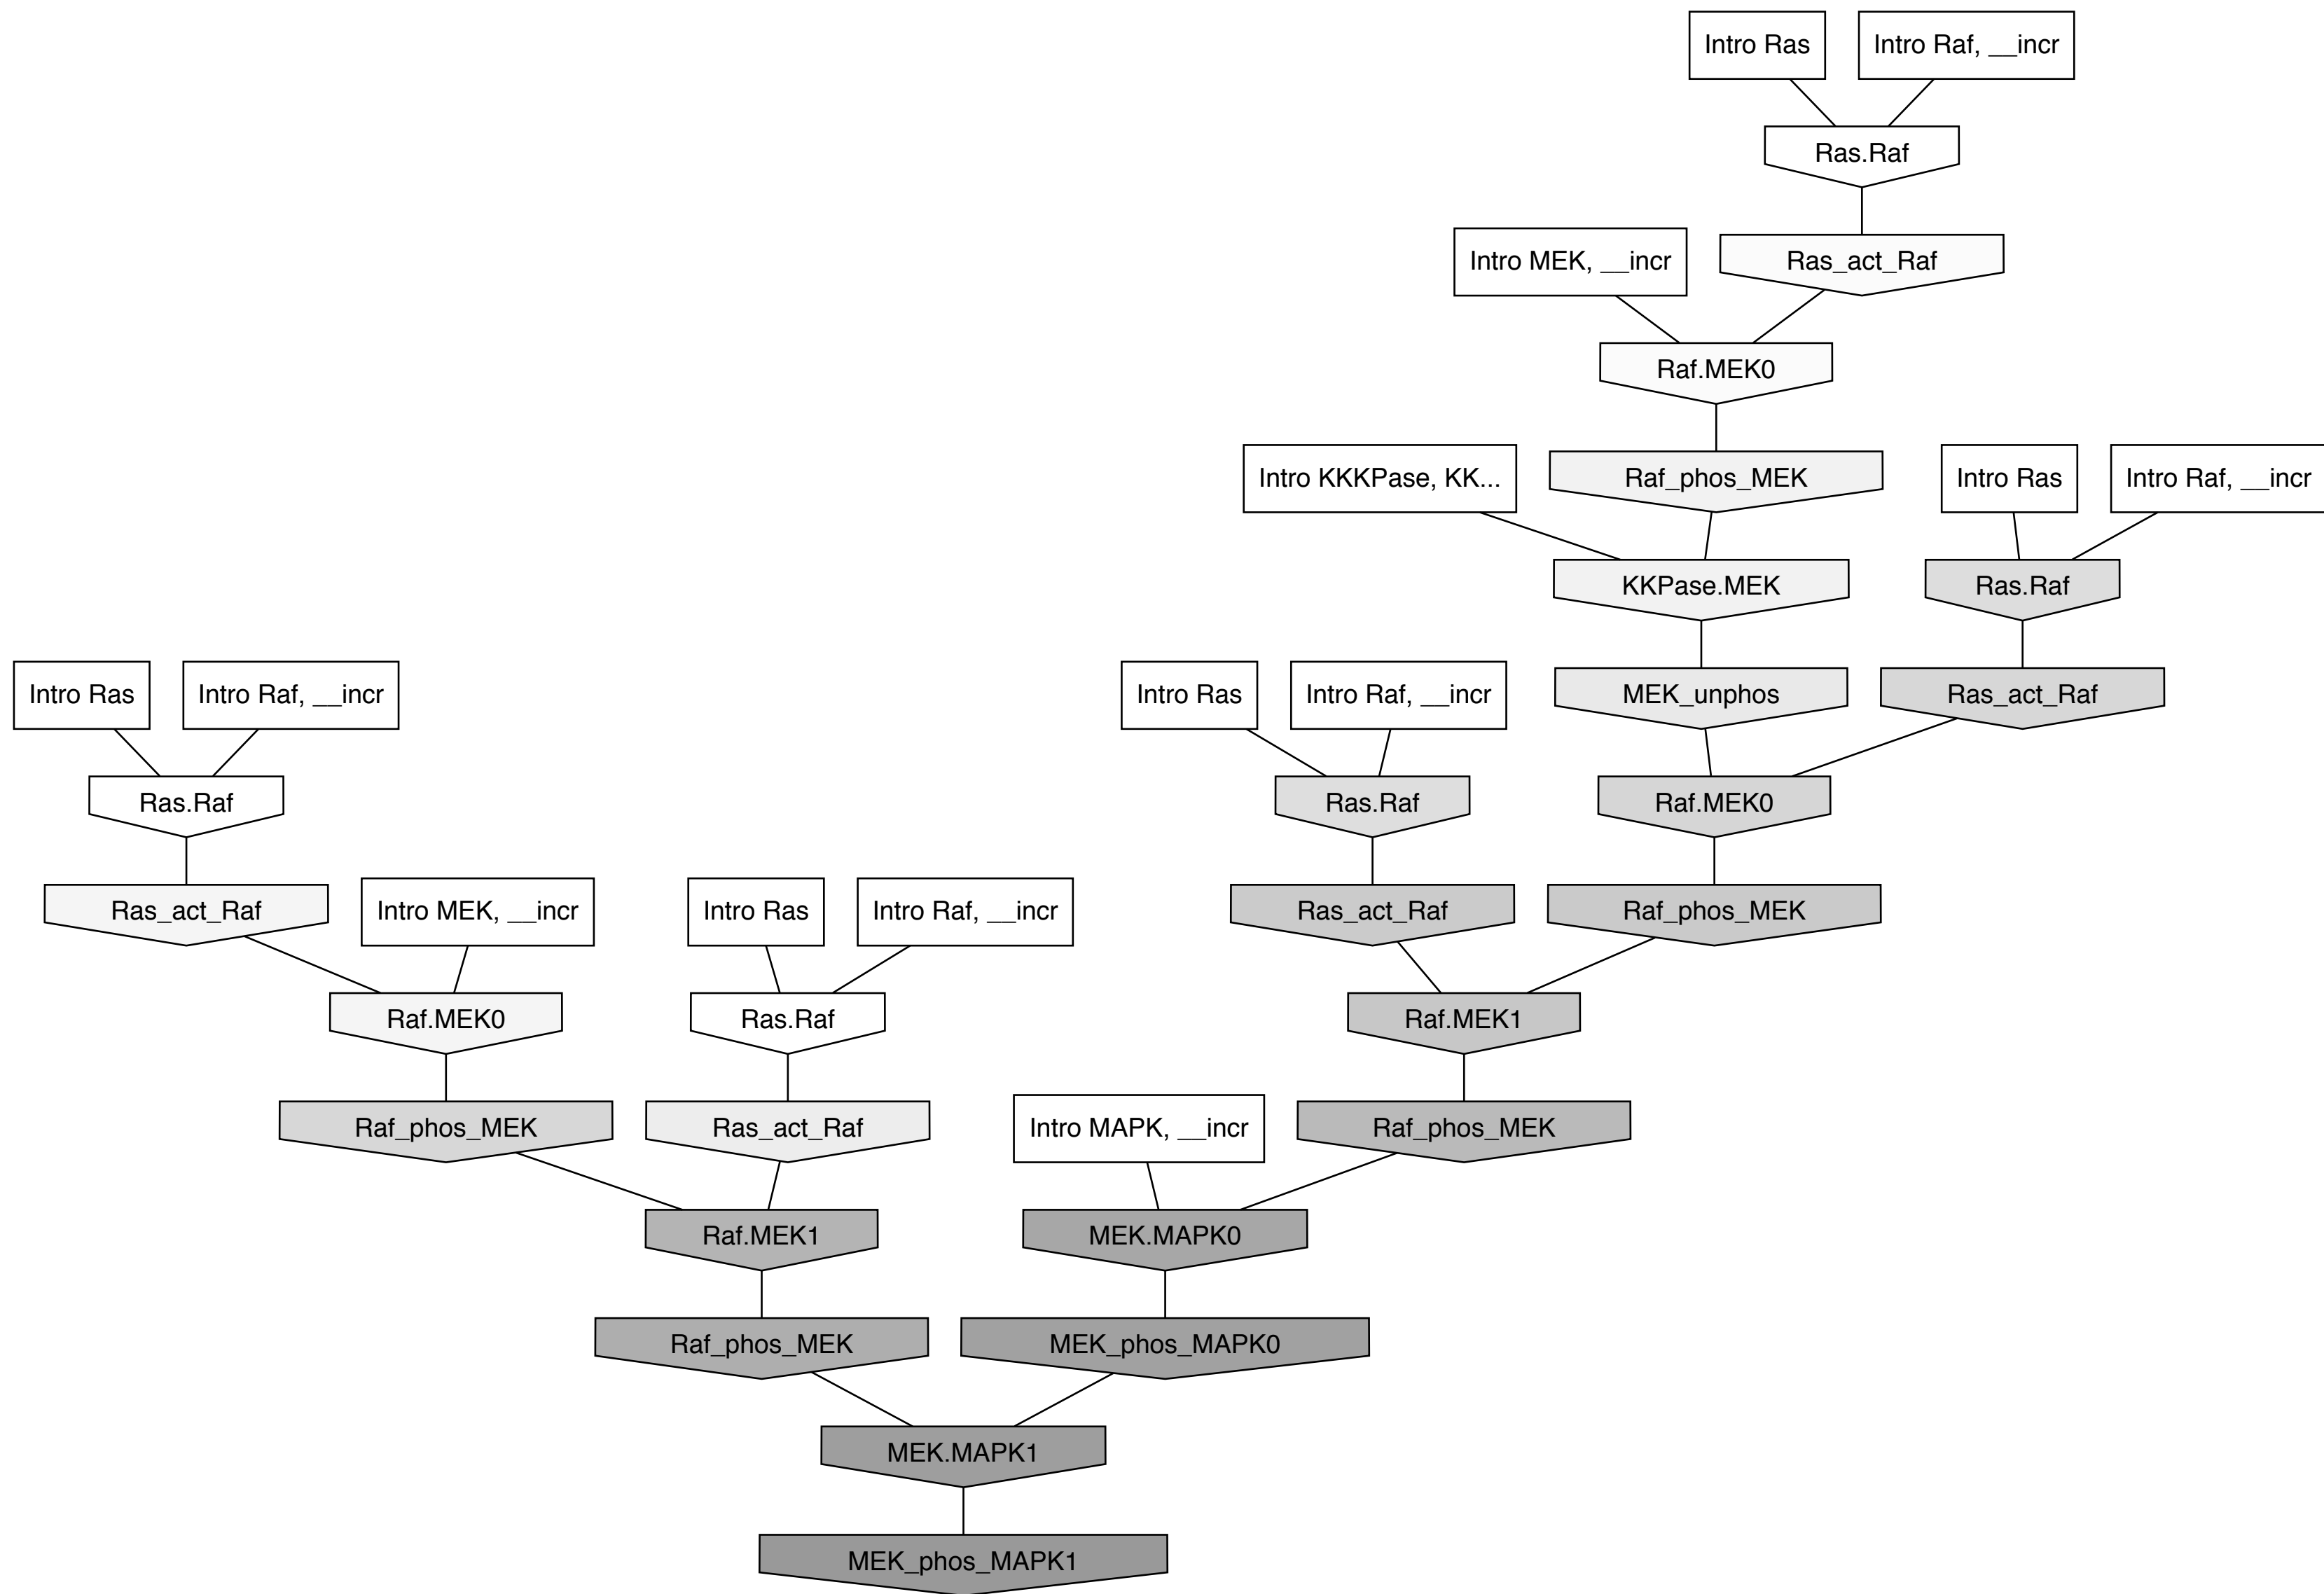 Intro Ras
Intro Raf, __incr
Ras.Raf
Intro MEK, __incr
Ras_act_Raf
Raf.MEK0
Intro KKKPase, KK...
Raf_phos_MEK
Intro Ras
Intro Raf, __incr
KKPase.MEK
Ras.Raf
Intro Ras
Intro Raf, __incr
Intro Ras
Intro Raf, __incr
MEK_unphos
Ras_act_Raf
Ras.Raf
Ras.Raf
Raf.MEK0
Ras_act_Raf
Intro MEK, __incr
Intro Ras
Intro Raf, __incr
Ras_act_Raf
Raf_phos_MEK
Raf.MEK0
Ras.Raf
Raf.MEK1
Raf_phos_MEK
Ras_act_Raf
Intro MAPK, __incr
Raf_phos_MEK
Raf.MEK1
MEK.MAPK0
Raf_phos_MEK
MEK_phos_MAPK0
MEK.MAPK1
MEK_phos_MAPK1